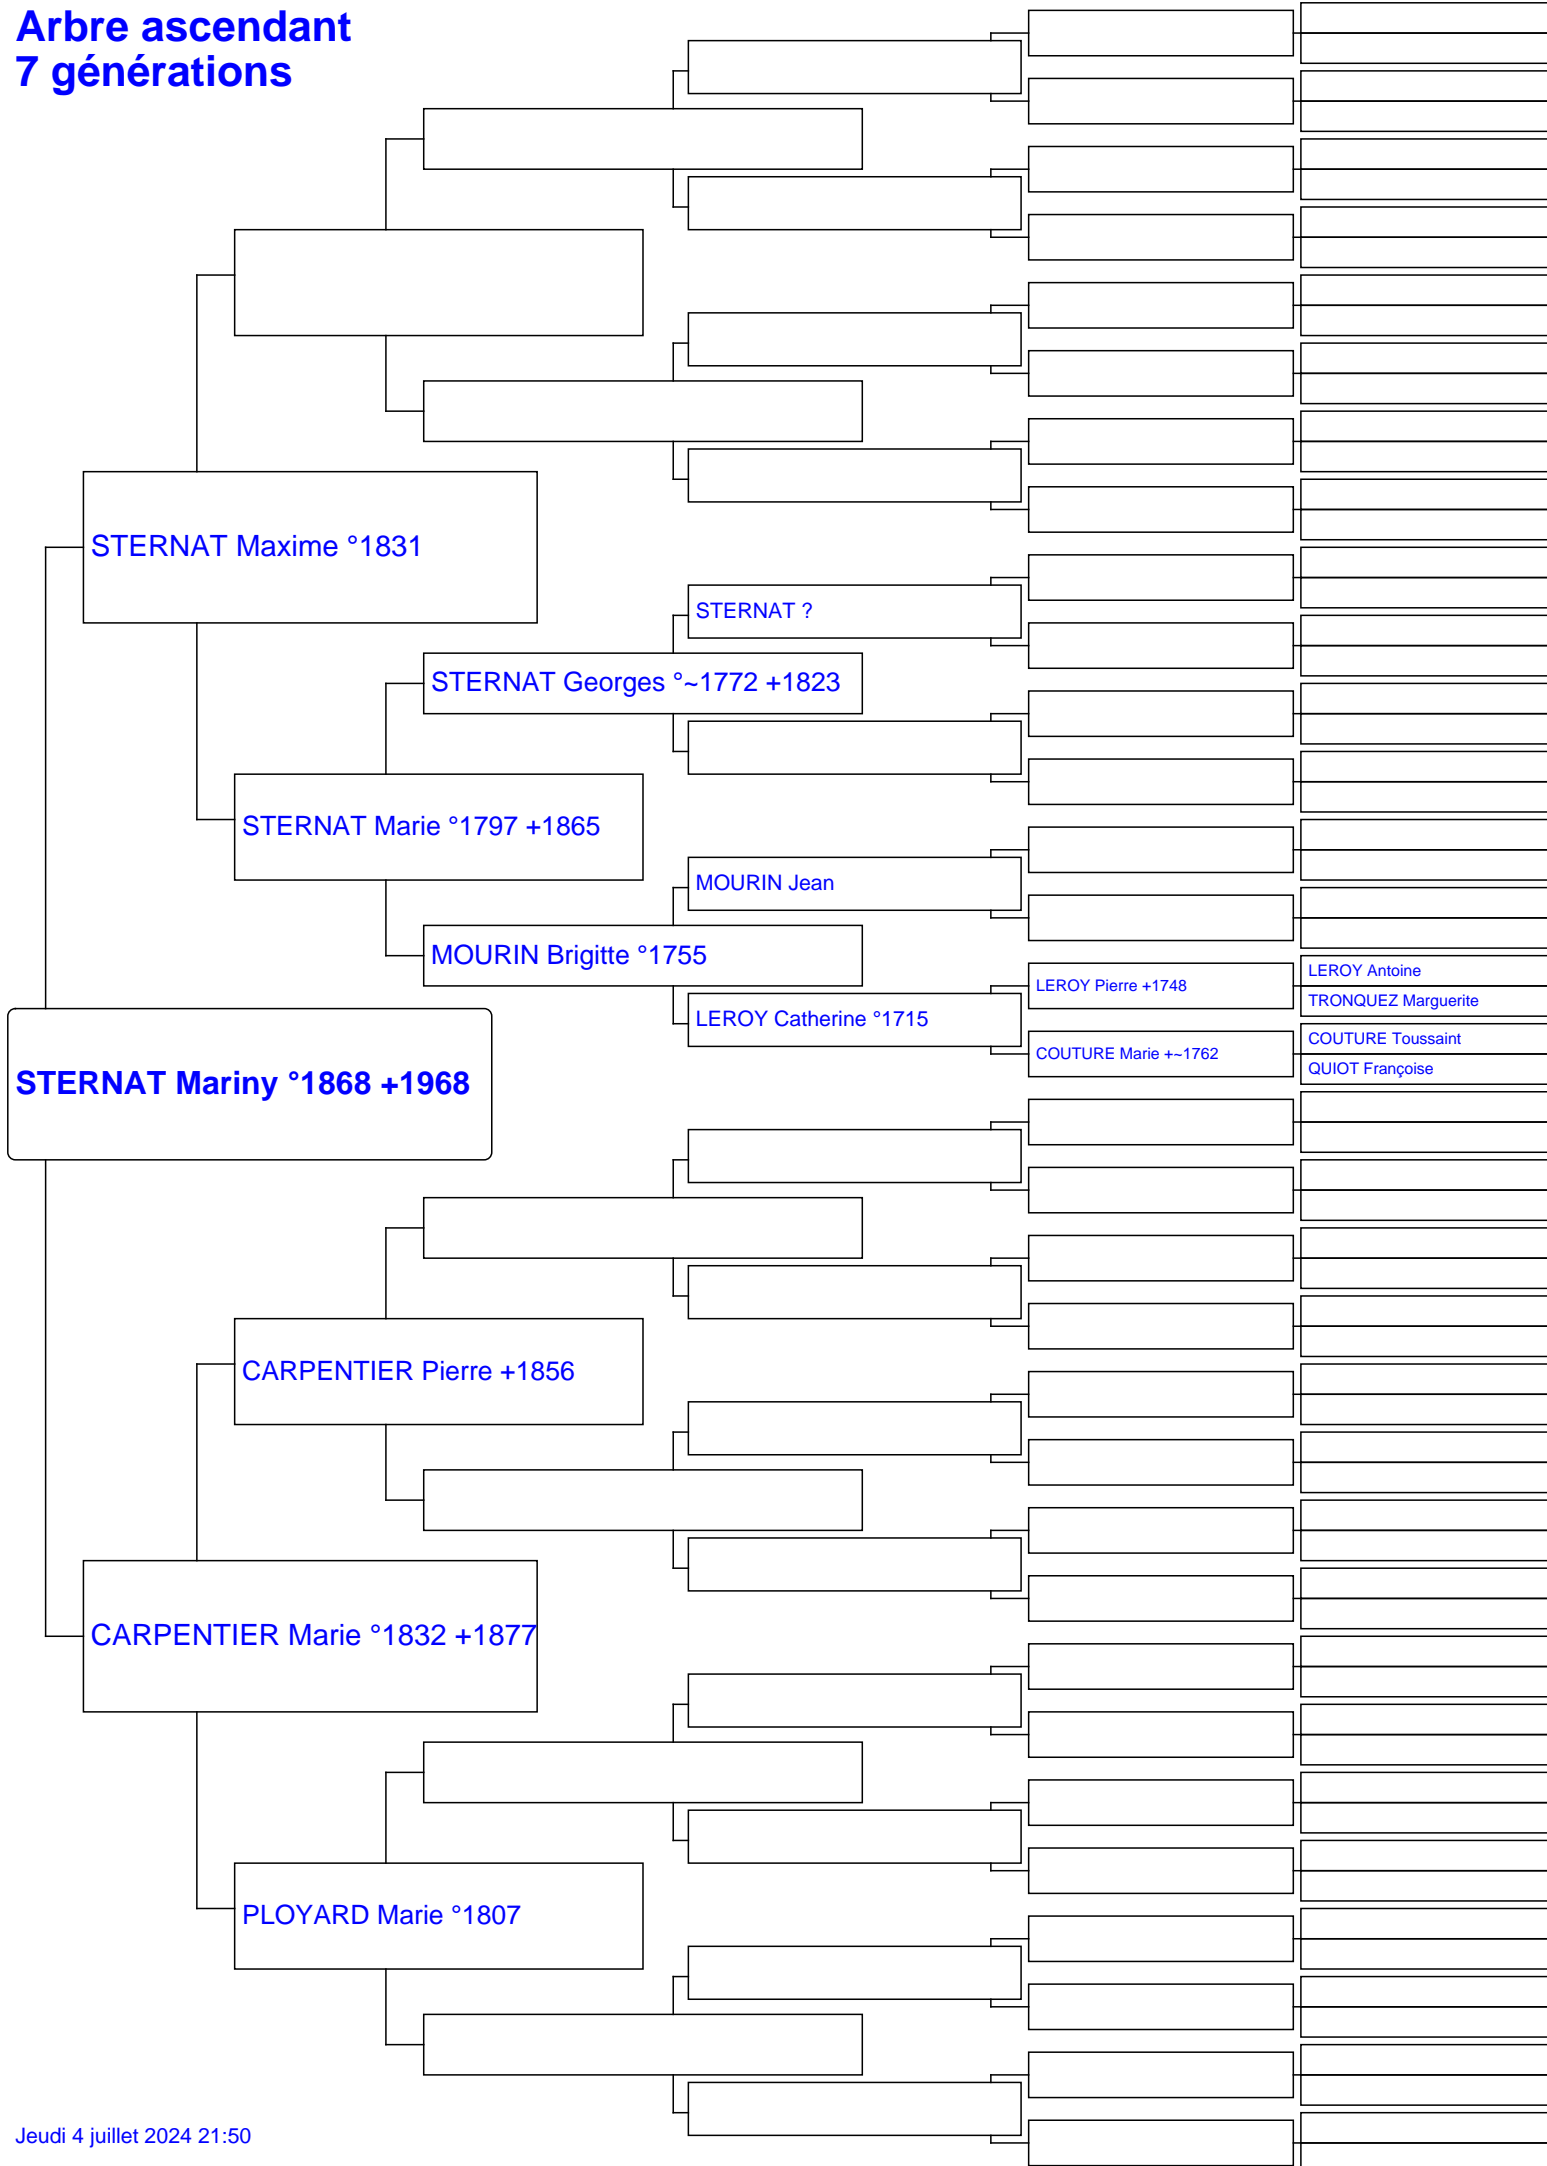 Arbre ascendant
7 générations
STERNAT Maxime °1831
STERNAT ?
STERNAT Georges °~1772 +1823
STERNAT Marie °1797 +1865
MOURIN Jean
MOURIN Brigitte °1755
LEROY Antoine
LEROY Pierre +1748
TRONQUEZ Marguerite
LEROY Catherine °1715
COUTURE Toussaint
COUTURE Marie +~1762
QUIOT Françoise
STERNAT Mariny °1868 +1968
CARPENTIER Pierre +1856
CARPENTIER Marie °1832 +1877
PLOYARD Marie °1807
Jeudi 4 juillet 2024 21:50